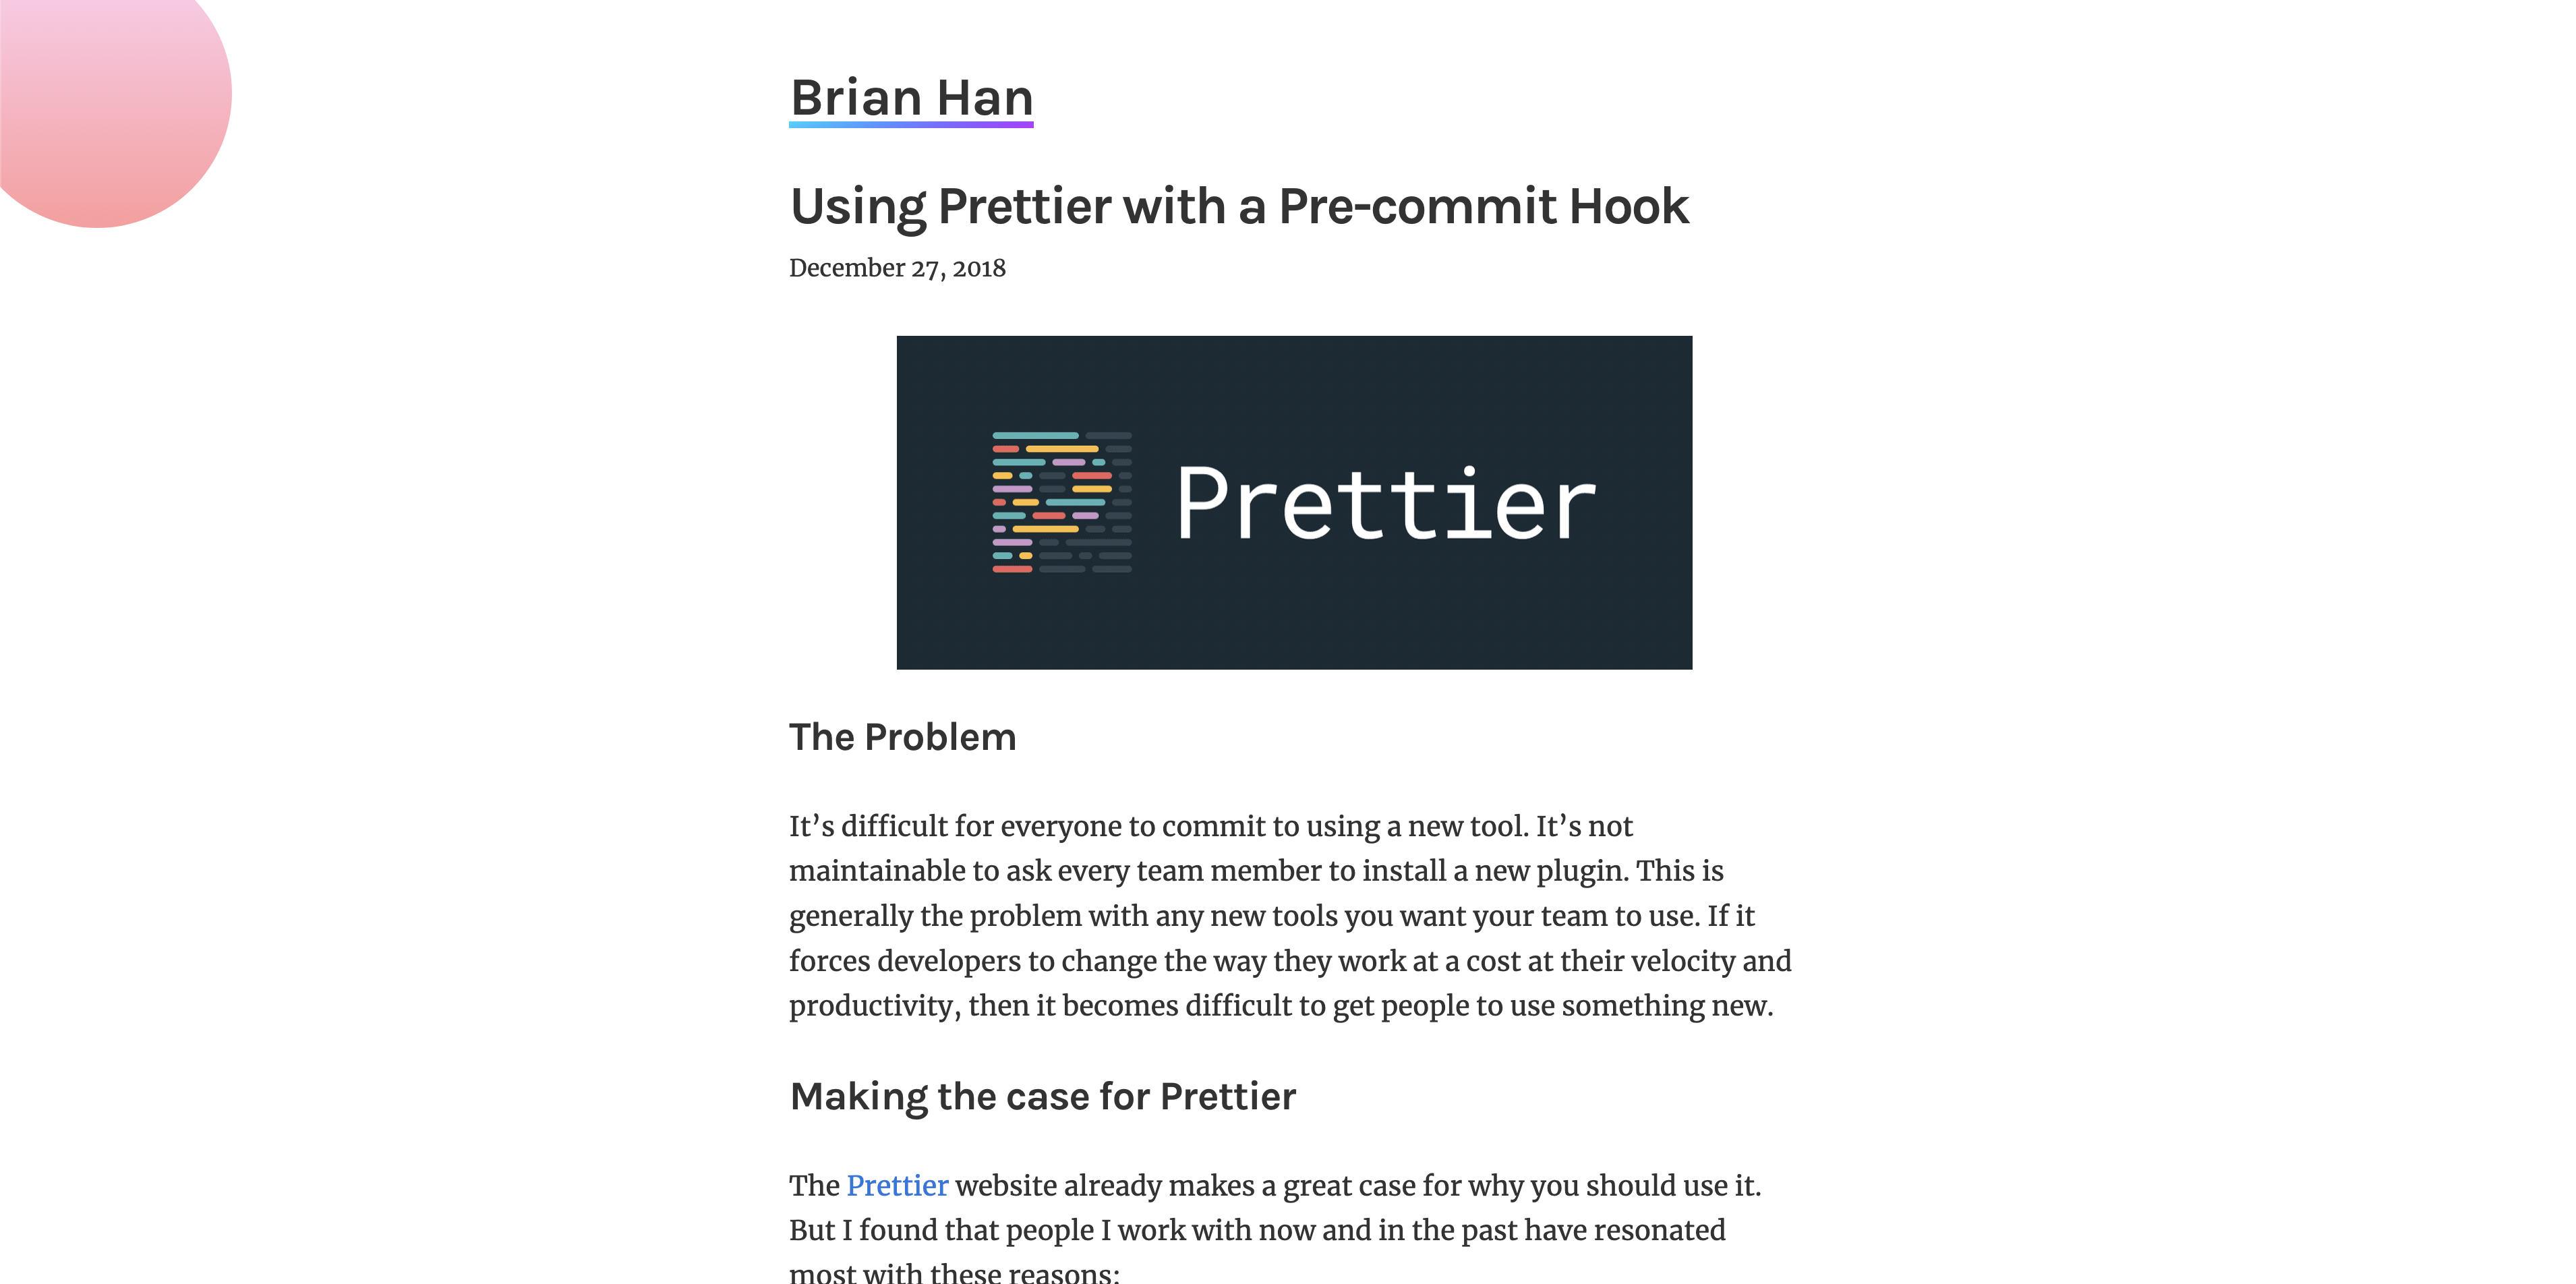 Brian Han
Using Prettier with a Pre-commit Hook
December 27, 2018
Prettier
The Problem
It’s difficult for everyone to commit to using a new tool. It’s not
maintainable to ask every team member to install a new plugin. This is
generally the problem with any new tools you want your team to use. If it
forces developers to change the way they work at a cost at their velocity and
productivity, then it becomes difficult to get people to use something new.
Making the case for Prettier
The Prettier website already makes a great case for why you should use it.
But I found that people I work with now and in the past have resonated
most with these reasons: